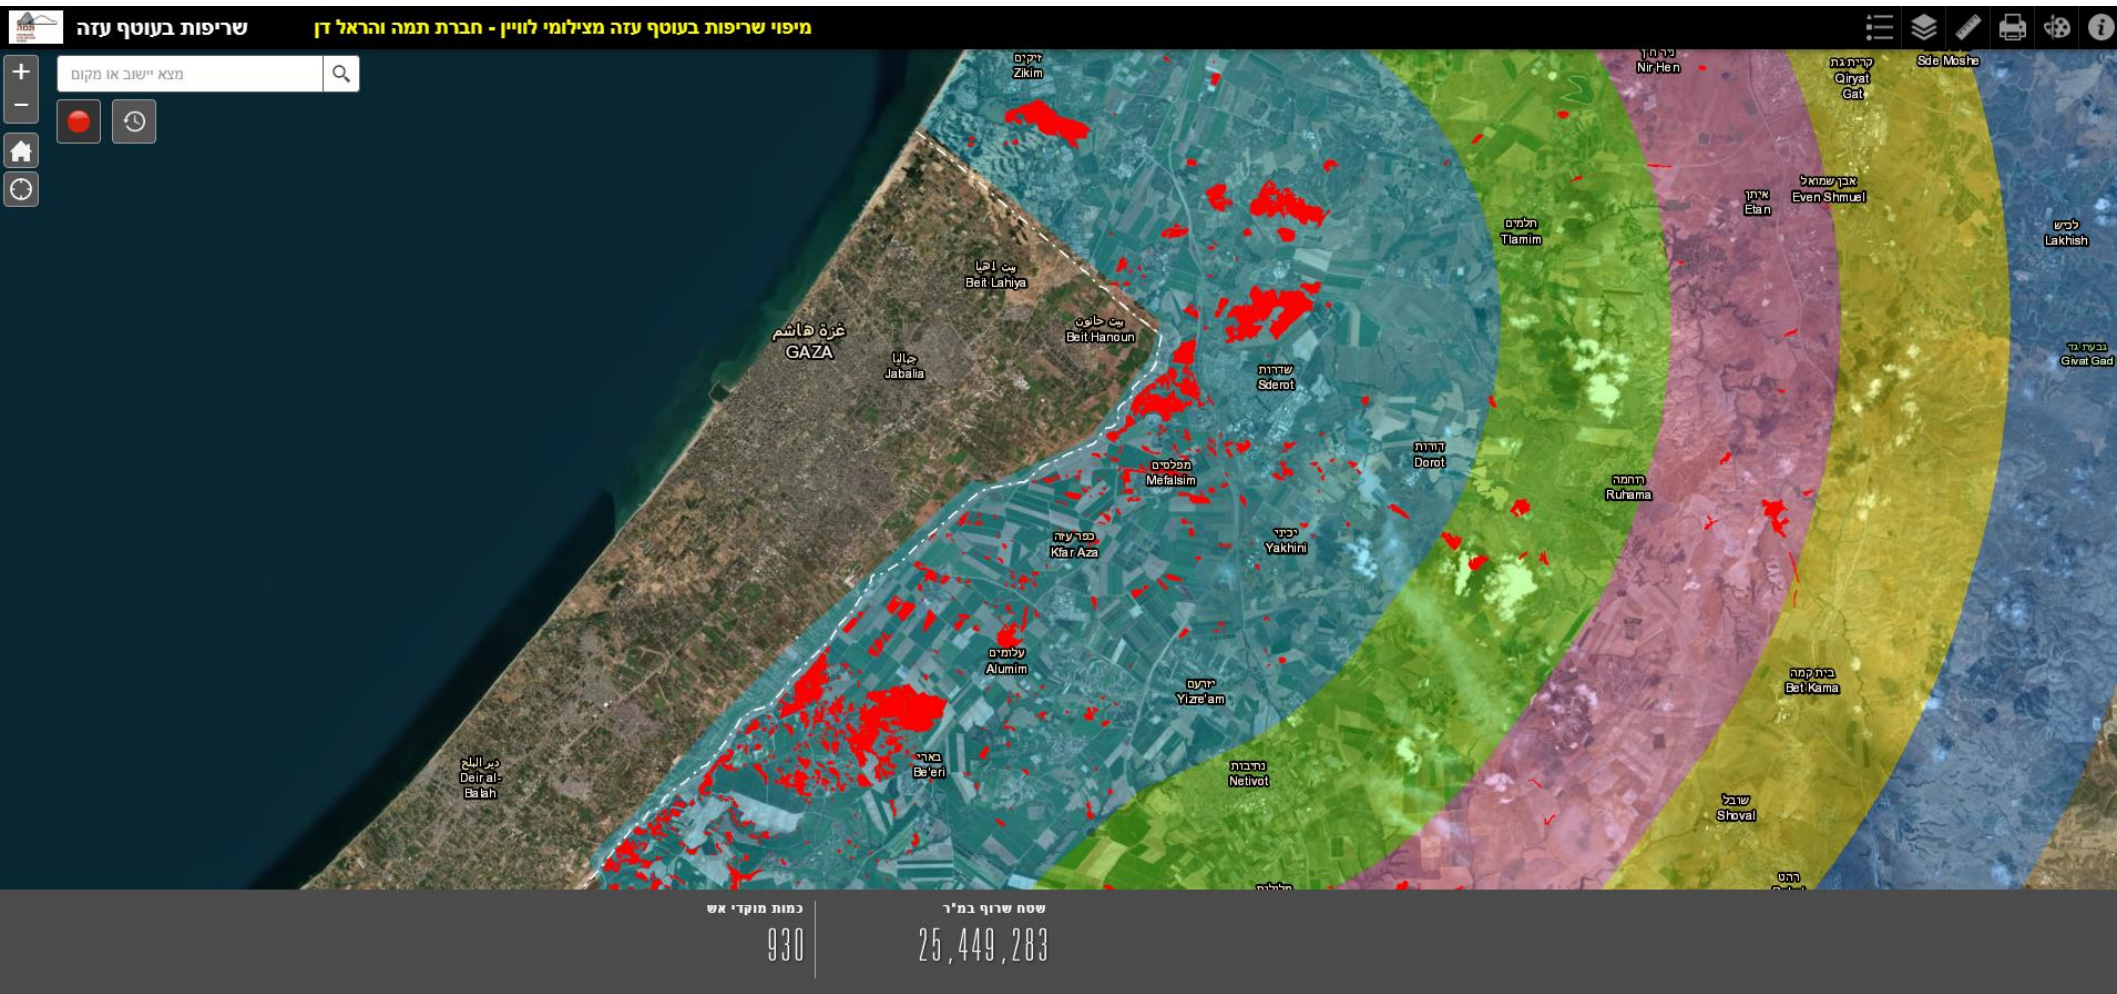 שריפות בעוטף עזה
מיפוי שריפות בעוטף עזה מצילומי לוויין - חברת תמה והראל דן
מצא יישוב או מקום
זיקים
Zikim
ניר ח"ן
Nir Hen
קרית גת
Qiryat
Gat
Sde Moshe
אבן שמואל
Even Shmuel
איתן
Etan
תלמים
Tlamim
לכיש
Lakhish
بيت لاهيا
Beit Lahiya
بيت حانون
Beit Hanoun
غزة هاشم
GAZA
جباليا
Jabalia
גבעת גד
Givat Gad
שדרות
Sderot
דורות
Dorot
מפלסים
Mefalsim
רוחמה
Ruhama
כפר עזה
Kfar Aza
יכיני
Yakhini
עלומים
Alumim
יזרעם
Yizre'am
בית קמה
Bet Kama
בארי
Be'eri
נתיבות
Netivot
دير البلح
Deir al-
Balah
שובל
Shoval
רהט
כמות מוקדי אש
930
שטח שרוף במ"ר
25,449,283